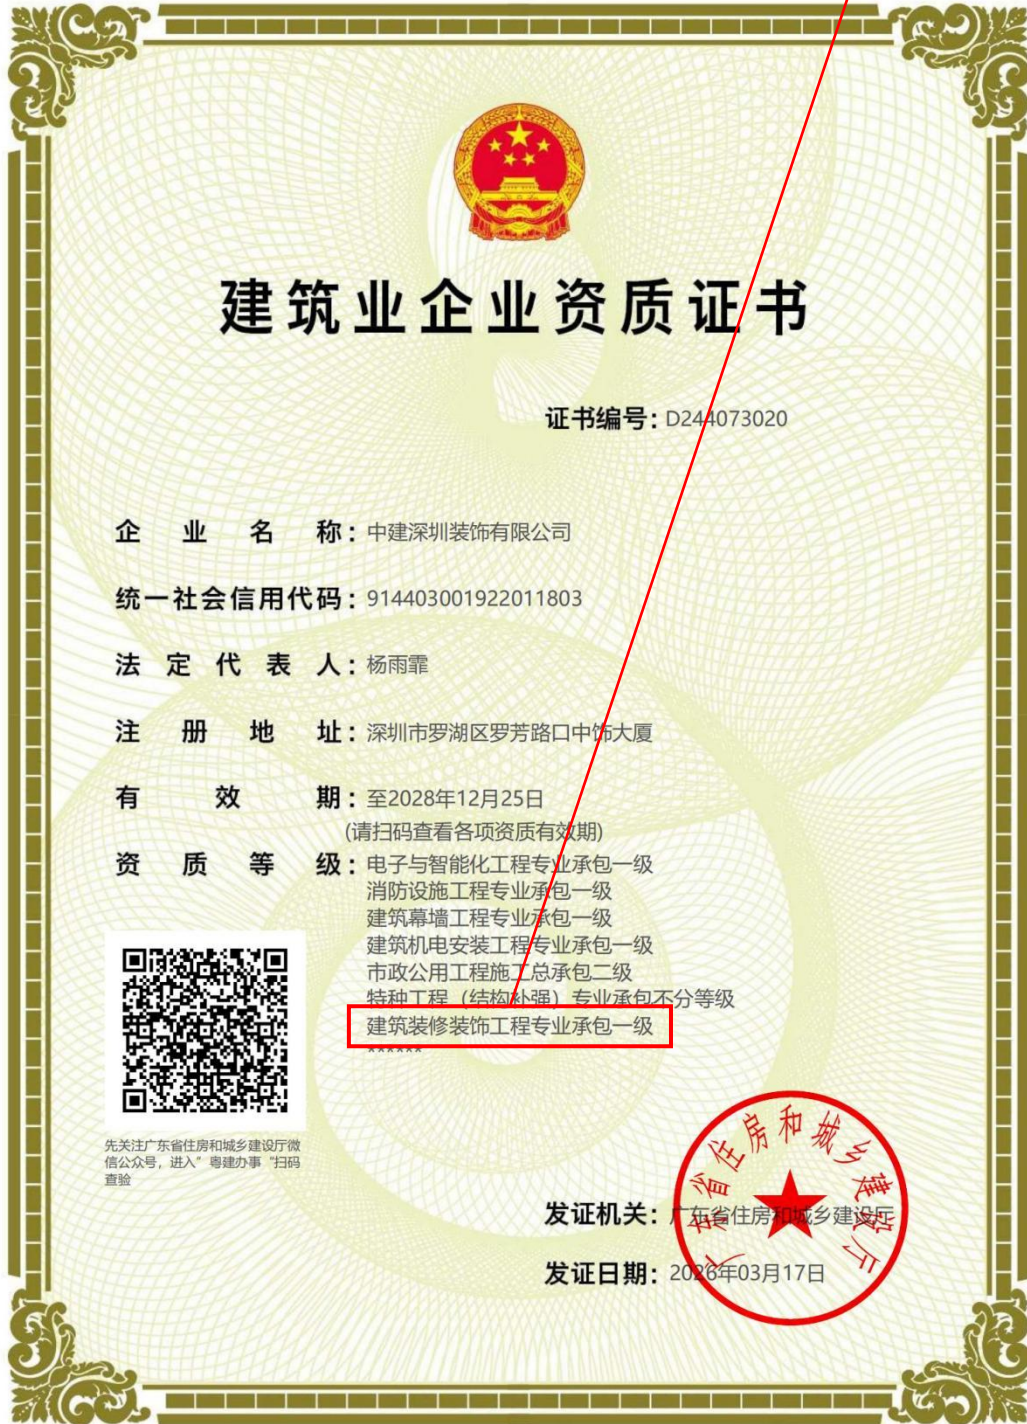 建筑业企业资质证书
证书编号：D244073020
企业名称：中建深圳装饰有限公司
统一社会信用代码：914403001922011803
法定代表人：杨雨霏
注册地址：深圳市罗湖区罗芳路口中饰大厦
有效期：至2028年12月25日
(请扫码查看各项资质有效期)
资质等级：电子与智能化工程专业承包一级
消防设施工程专业承包一级
建筑幕墙工程专业承包一级
建筑机电安装工程专业承包一级
市政公用工程施工总承包二级
特种工程（结构补强）专业承包不分等级
建筑装修装饰工程专业承包一级
******
先关注广东省住房和城乡建设厅微
信公众号，进入”粤建办事“扫码
查验
广东省住房和城乡建设厅
发证机关：广东省住房和城乡建设厅
发证日期：2026年03月17日